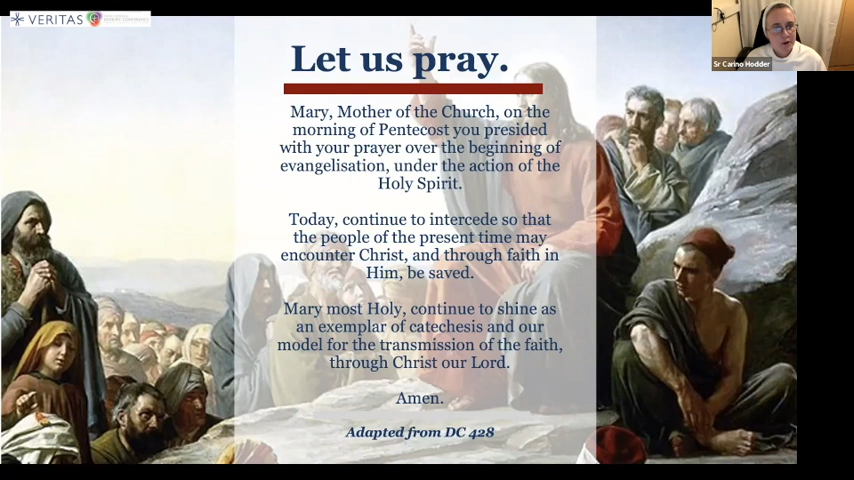 VERITAS
Sr Carino Hodder
Let us pray.
Mary, Mother of the Church, on the
morning of Pentecost you presided
with your prayer over the beginning of
evangelisation, under the action of the
Holy Spirit.
Today, continue to intercede so that
the people of the present time may
encounter Christ, and through faith in
Him, be saved.
Mary most Holy, continue to shine as
an exemplar of catechesis and our
model for the transmission of the faith,
through Christ our Lord.
Amen.
Adapted from DC 428